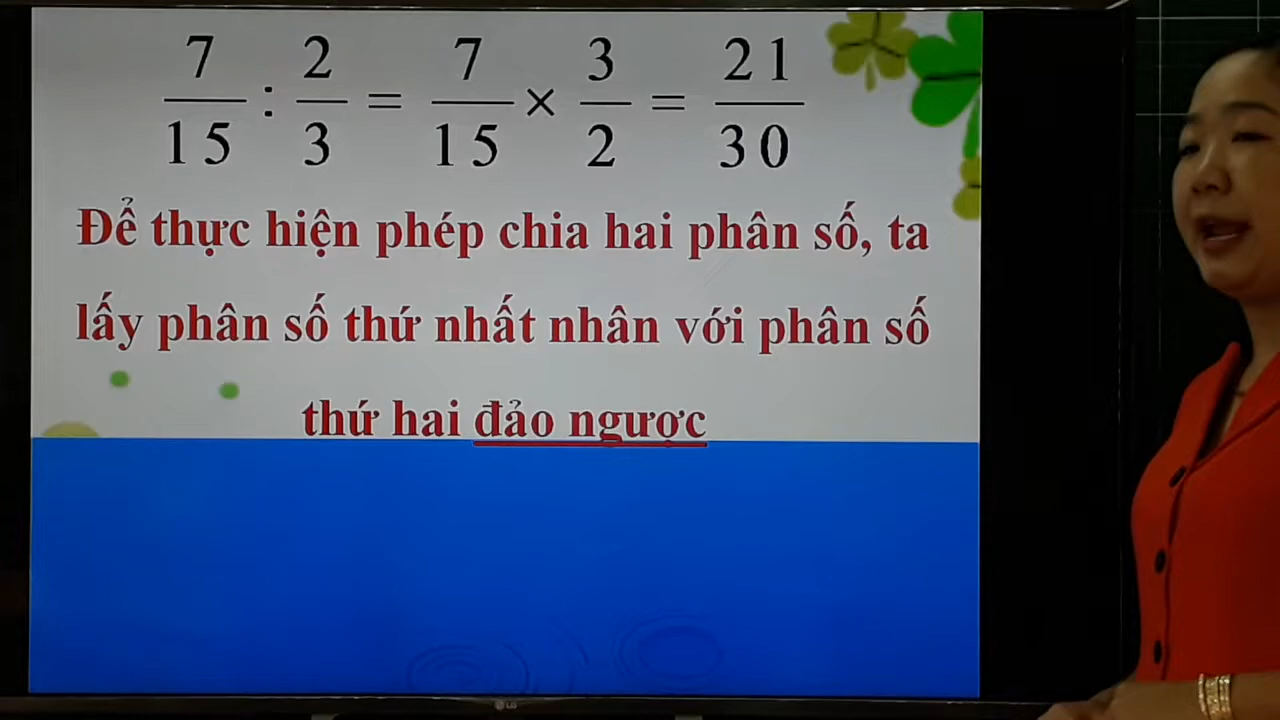 7/15 : 2/3 = 7/15 × 3/2 = 21/30
Để thực hiện phép chia hai phân số, ta
lấy phân số thứ nhất nhân với phân số
thứ hai đảo ngược
LG